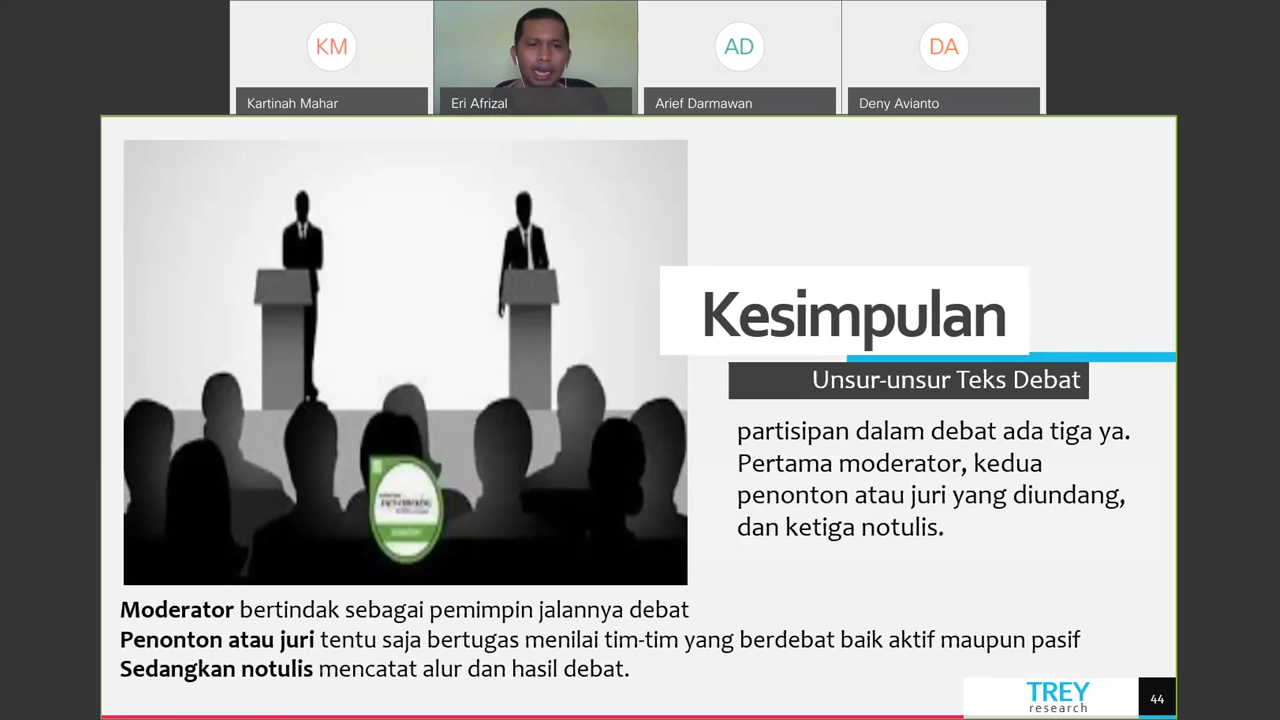 KM
AD
DA
Kartinah Mahar
Eri Afrizal
Arief Darmawan
Deny Avianto
Kesimpulan
Unsur-unsur Teks Debat
partisipan dalam debat ada tiga ya.
Pertama moderator, kedua
penonton atau juri yang diundang,
dan ketiga notulis.
Moderator bertindak sebagai pemimpin jalannya debat
Penonton atau juri tentu saja bertugas menilai tim-tim yang berdebat baik aktif maupun pasif
Sedangkan notulis mencatat alur dan hasil debat.
TREY
research
44